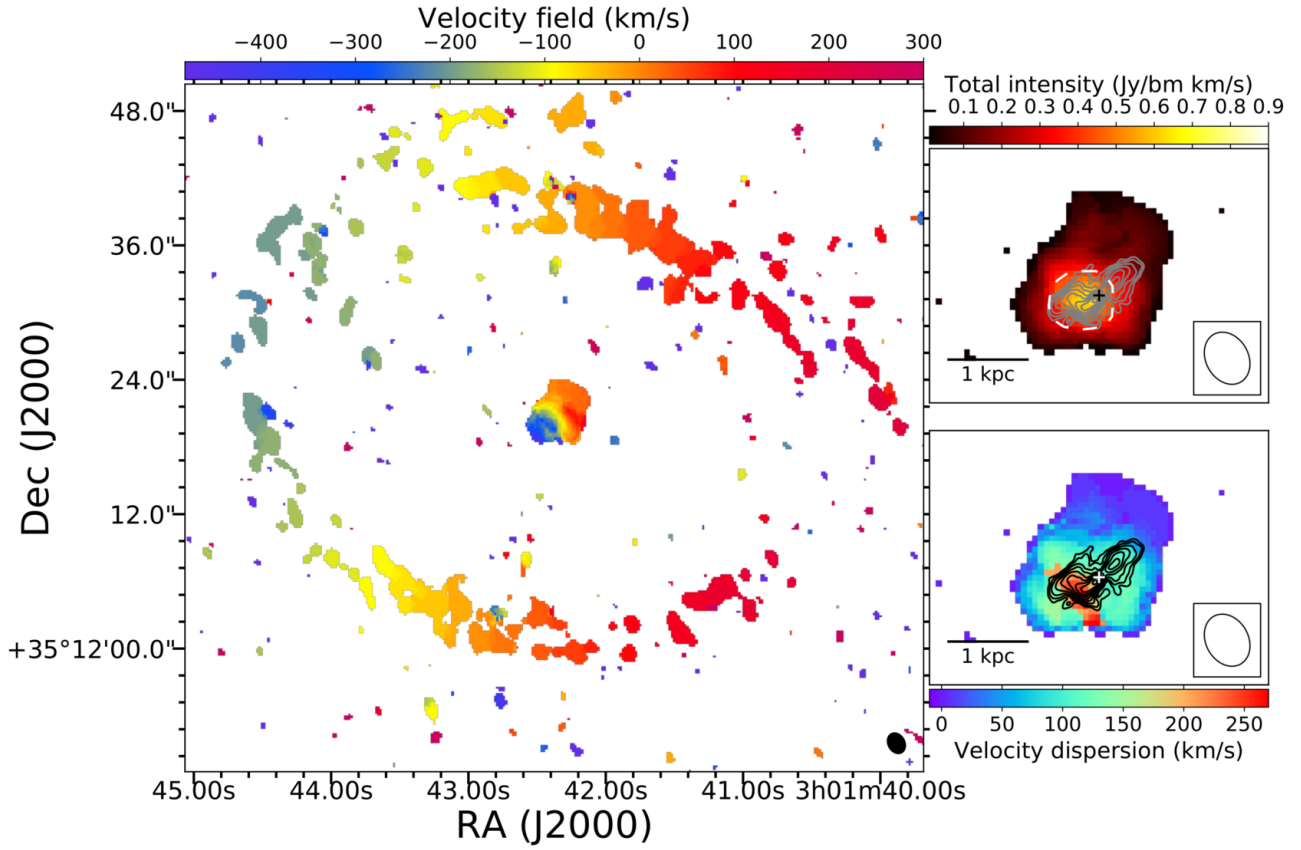 Velocity field (km/s)
−400 −300 −200 −100 0 100 200 300
Total intensity (Jy/bm km/s)
0.1 0.2 0.3 0.4 0.5 0.6 0.7 0.8 0.9
48.0"
36.0"
24.0"
12.0"
+35°12'00.0"
Dec (J2000)
1 kpc
1 kpc
0 50 100 150 200 250
Velocity dispersion (km/s)
45.00s 44.00s 43.00s 42.00s 41.00s 3h01m40.00s
RA (J2000)